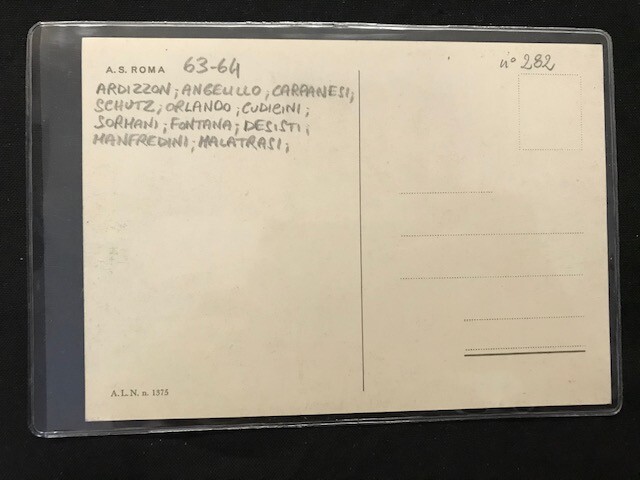 A.S. ROMA 63-64
n° 282
ARDIZZON; ANGELILLO; CARPANESI;
SCHUTZ; ORLANDO; CUDICINI;
SORMANI; FONTANA; DESISTI;
MANFREDINI; MALATRASI;
A.L.N. n. 1375